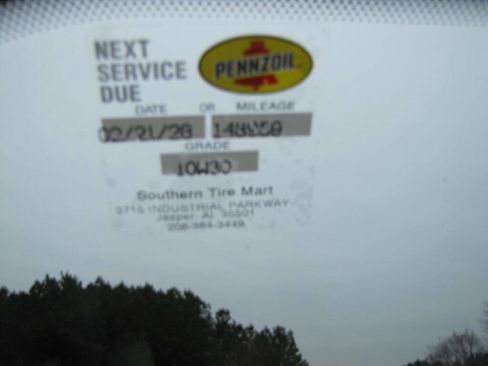 NEXT
SERVICE
DUE
PENNZOIL
DATE OR MILEAGE
02/21/20
GRADE
10W30
Southern Tire Mart
INDUSTRIAL PARKWAY
Jasper, Al 35501